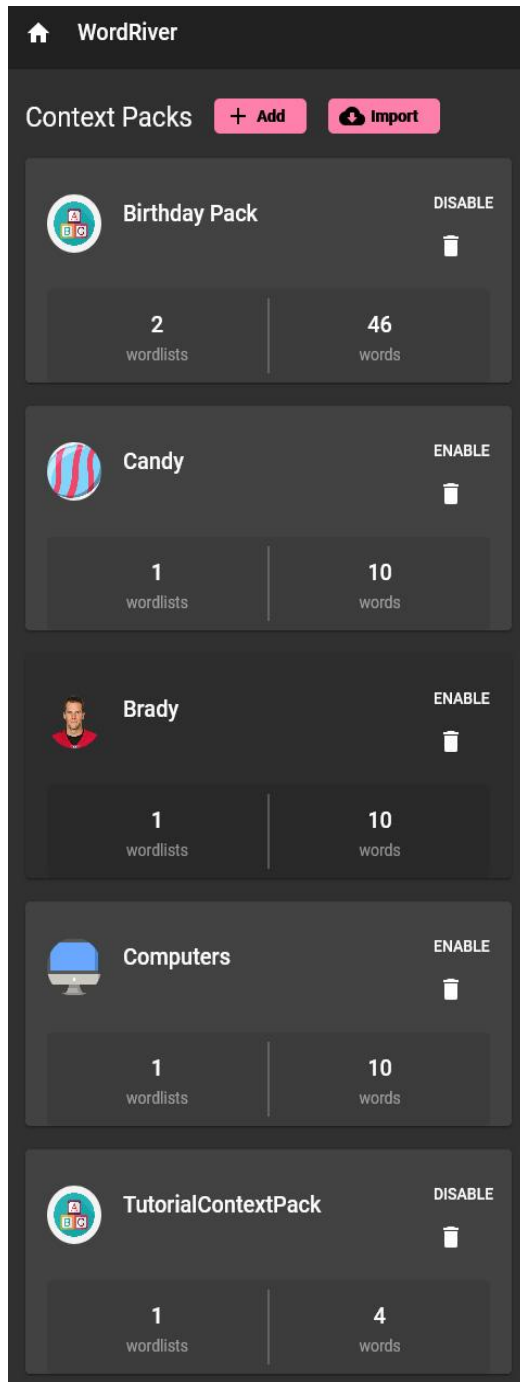 WordRiver
Context Packs + Add Import
Birthday Pack DISABLE
2 46
wordlists words
Candy ENABLE
1 10
wordlists words
Brady ENABLE
1 10
wordlists words
Computers ENABLE
1 10
wordlists words
TutorialContextPack DISABLE
1 4
wordlists words